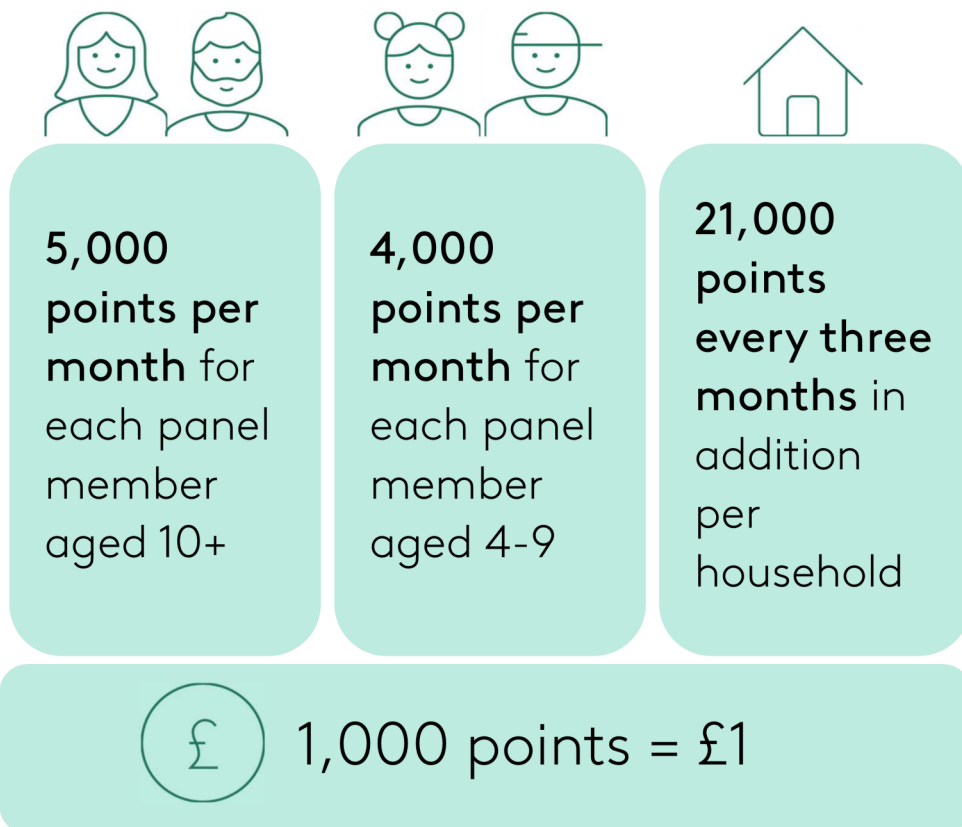 5,000
points per
month for
each panel
member
aged 10+
4,000
points per
month for
each panel
member
aged 4-9
21,000
points
every three
months in
addition
per
household
£ 1,000 points = £1